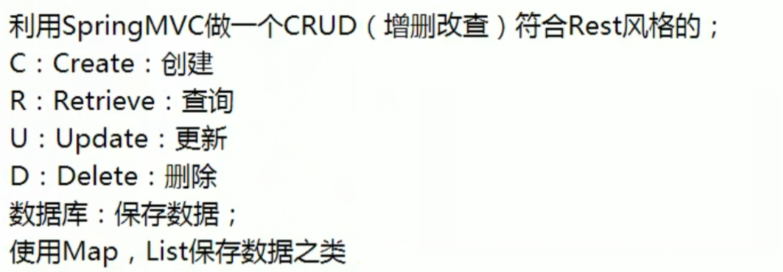 利用SpringMVC做一个CRUD（增删改查）符合Rest风格的；
C：Create：创建
R：Retrieve：查询
U：Update：更新
D：Delete：删除
数据库：保存数据；
使用Map，List保存数据之类